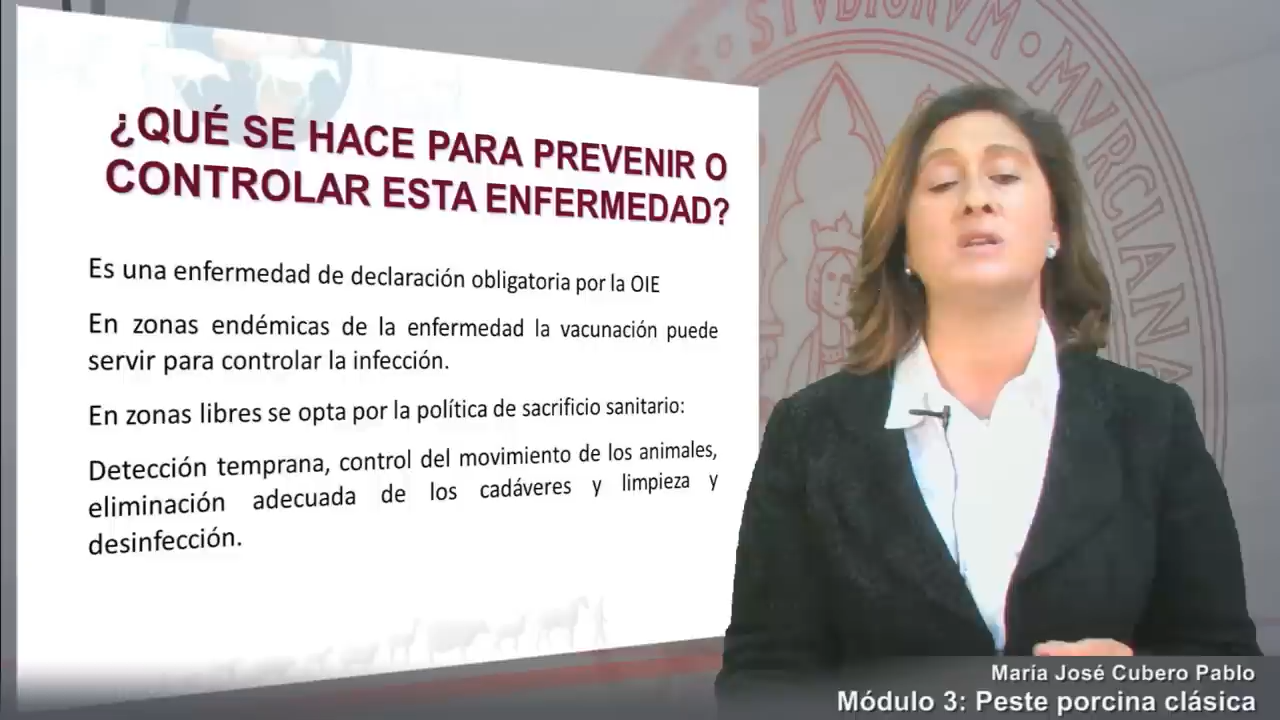 ¿QUÉ SE HACE PARA PREVENIR O
CONTROLAR ESTA ENFERMEDAD?
Es una enfermedad de declaración obligatoria por la OIE
En zonas endémicas de la enfermedad la vacunación puede
servir para controlar la infección.
En zonas libres se opta por la política de sacrificio sanitario:
Detección temprana, control del movimiento de los animales,
eliminación adecuada de los cadáveres y limpieza y
desinfección.
STVDIORVM • MVRCIANA
María José Cubero Pablo
Módulo 3: Peste porcina clásica